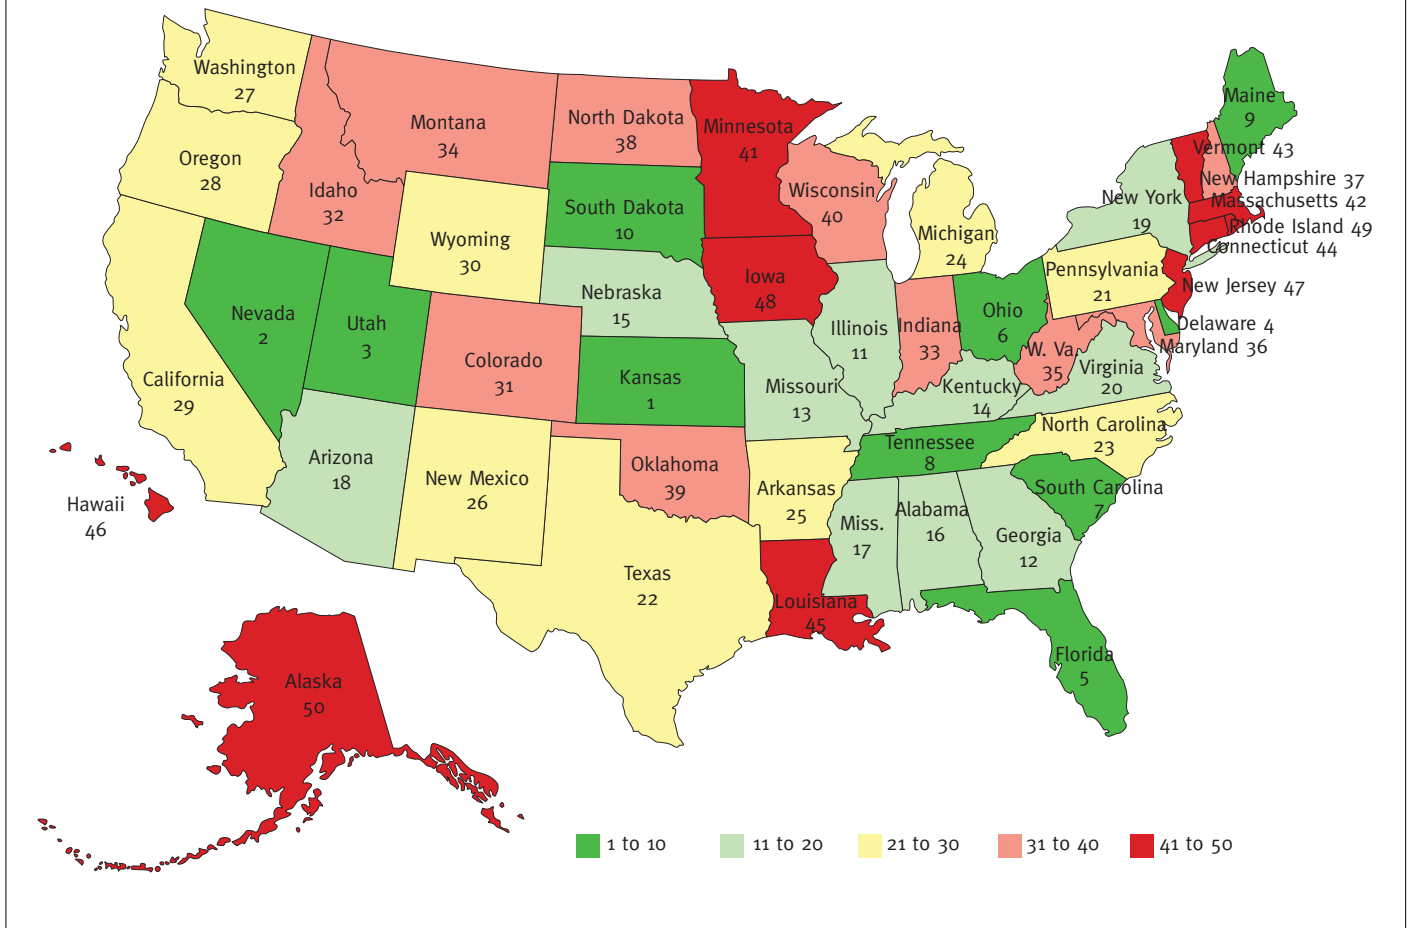 Washington
27
Oregon
28
California
29
Nevada
2
Idaho
32
Montana
34
Wyoming
30
Utah
3
Arizona
18
Colorado
31
New Mexico
26
North Dakota
38
South Dakota
10
Nebraska
15
Kansas
1
Oklahoma
39
Texas
22
Minnesota
41
Iowa
48
Missouri
13
Arkansas
25
Louisiana
45
Wisconsin
40
Illinois
11
Michigan
24
Indiana
33
Ohio
6
Kentucky
14
Tennessee
8
Miss.
17
Alabama
16
Georgia
12
Florida
5
South Carolina
7
North Carolina
23
Virginia
20
W. Va.
35
Pennsylvania
21
New York
19
Maine
9
Vermont 43
New Hampshire 37
Massachusetts 42
Rhode Island 49
Connecticut 44
New Jersey 47
Delaware 4
Maryland 36
Hawaii
46
Alaska
50
1 to 10
11 to 20
21 to 30
31 to 40
41 to 50